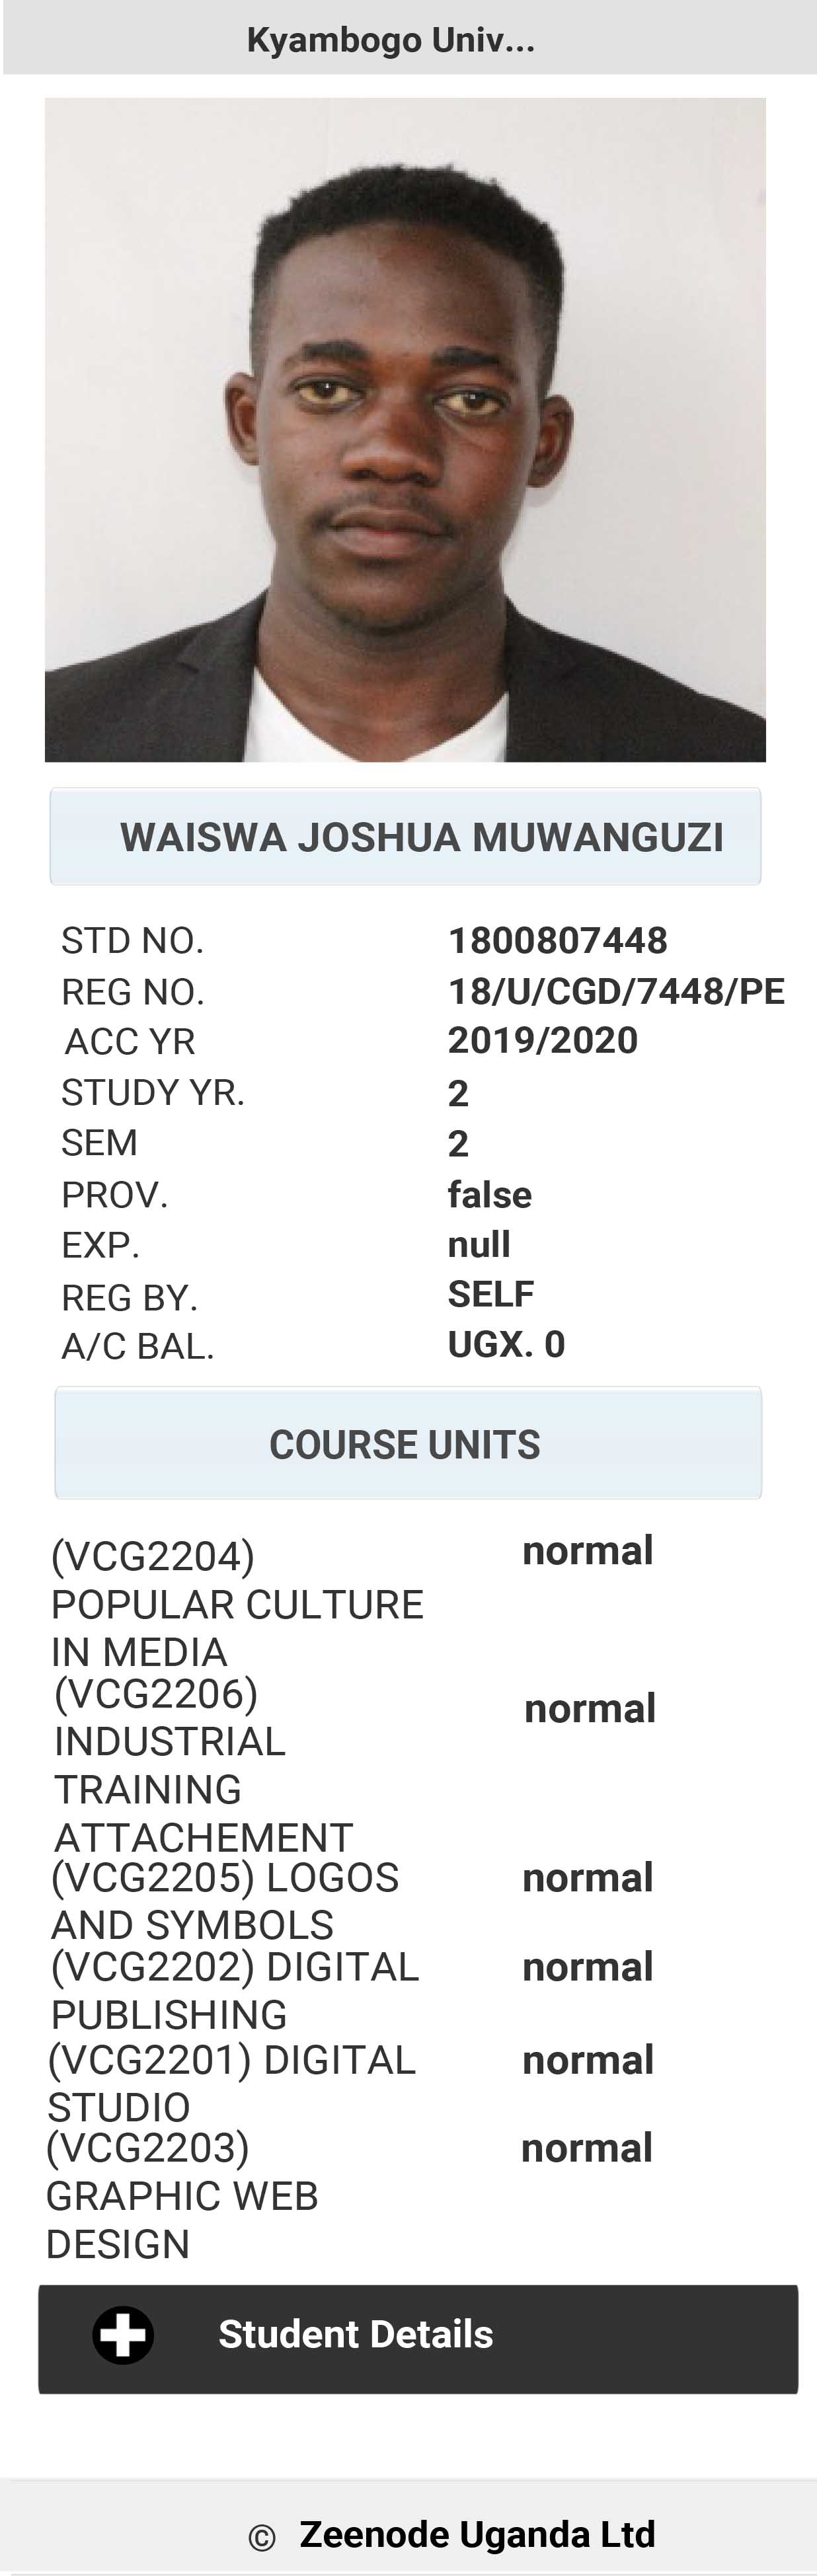 Kyambogo Univ...
WAISWA JOSHUA MUWANGUZI
STD NO. 1800807448
REG NO. 18/U/CGD/7448/PE
ACC YR 2019/2020
STUDY YR. 2
SEM 2
PROV. false
EXP. null
REG BY. SELF
A/C BAL. UGX. 0
COURSE UNITS
(VCG2204) normal
POPULAR CULTURE
IN MEDIA
(VCG2206) normal
INDUSTRIAL
TRAINING
ATTACHEMENT
(VCG2205) LOGOS normal
AND SYMBOLS
(VCG2202) DIGITAL normal
PUBLISHING
(VCG2201) DIGITAL normal
STUDIO
(VCG2203) normal
GRAPHIC WEB
DESIGN
Student Details
© Zeenode Uganda Ltd